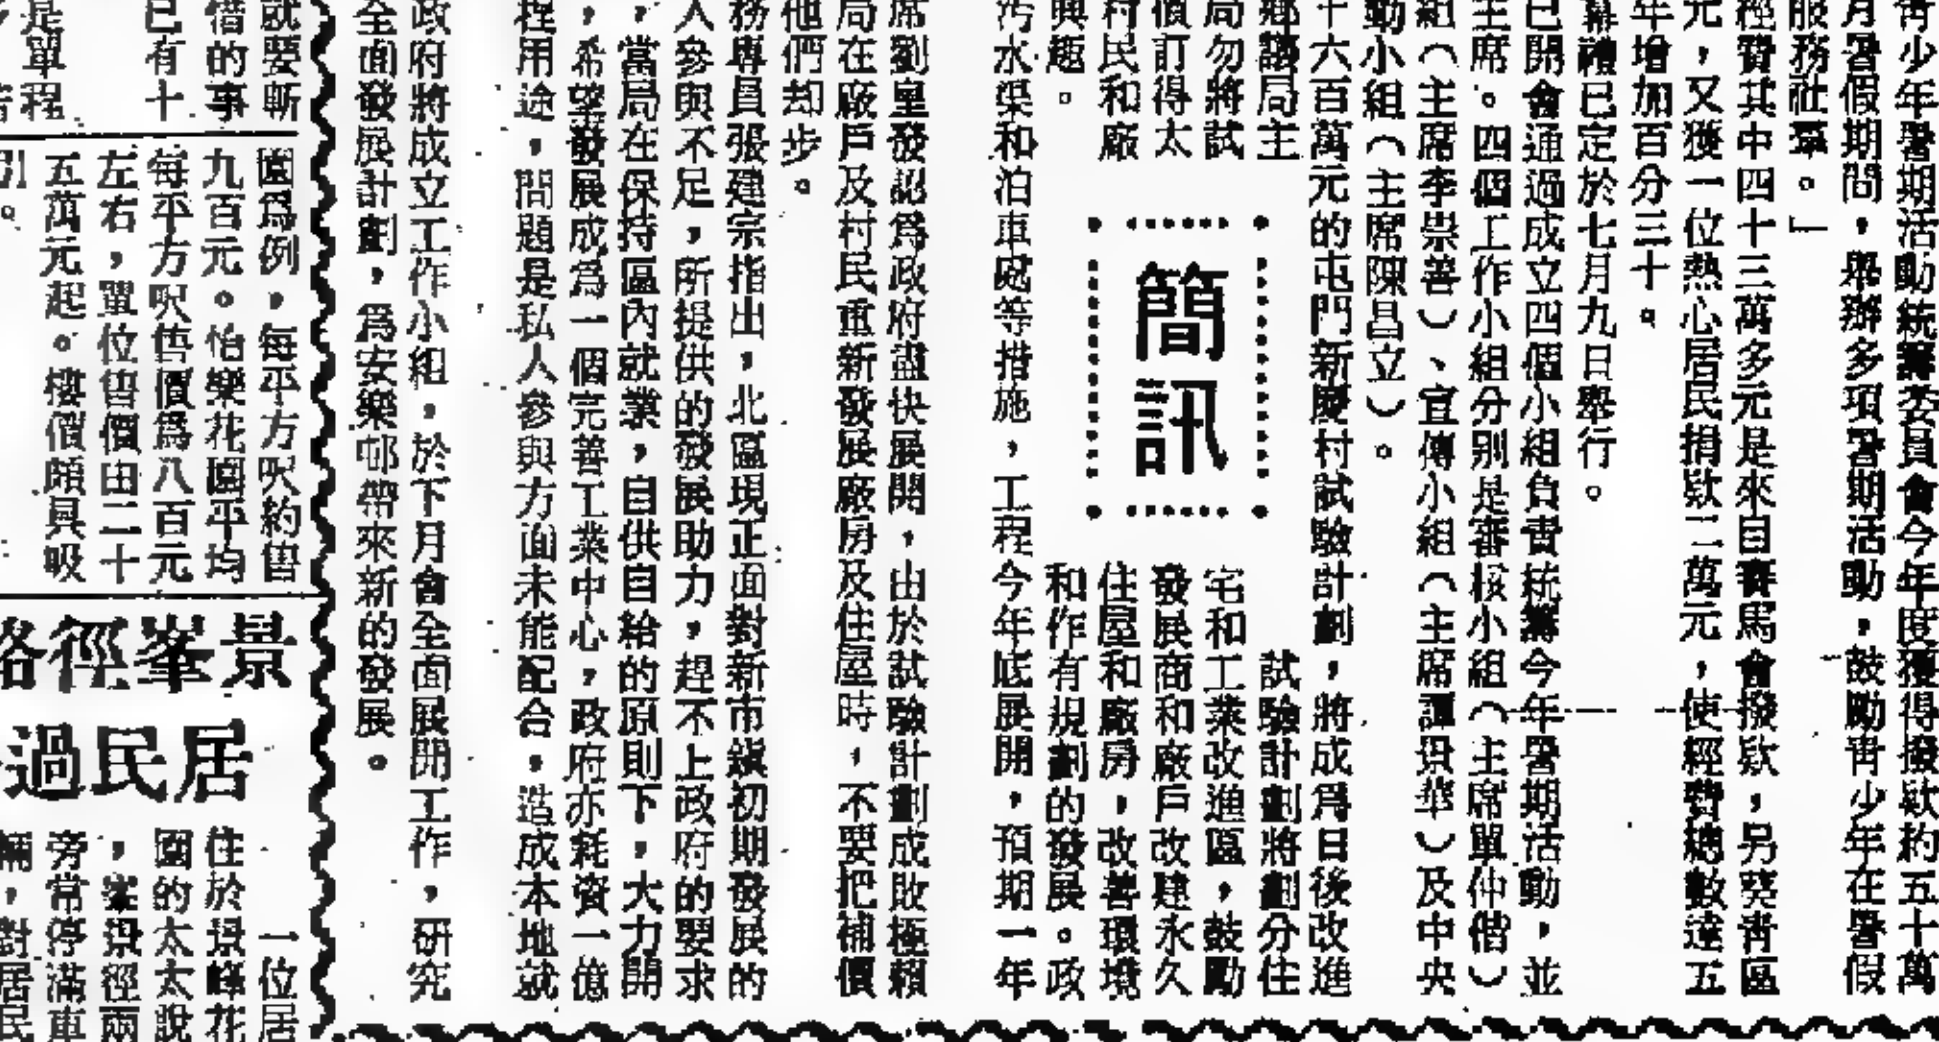 青少年暑期活動統籌委員會今年度獲得撥欵約五十萬
月暑假期間，舉辦多項暑期活動，鼓勵青少年在暑假
服務社羣。」
經費其中四十三萬多元是來自賽馬會撥欵，另葵青區
元，又獲一位熱心居民捐欵二萬元，使經費總數達五
年增加百分三十。
幕禮已定於七月九日舉行。
已開會通過成立四個小組負責統籌今年暑期活動，並
主席。四個工作小組分別是審核小組（主席單仲偕）
組（主席李崇善）、宣傳小組（主席譚景華）及中央
動小組（主席陳昌立）。
十六百萬元的屯門新慶村試驗計劃，將成爲日後改進
鄉議局主
局勿將試
價訂得太
村民和廠
興趣。
簡訊
試驗計劃將劃分住
宅和工業改進區，鼓勵
發展商和廠戶改建永久
住屋和廠房，改善環境
和作有規劃的發展。政
汚水渠和泊車處等措施，工程今年底展開，預期一年
席劉皇發認爲政府盡快展開，由於試驗計劃成敗極賴
局在廠戶及村民重新發展廠房及住屋時，不要把補價
他們却步。
務專員張建宗指出，北區現正面對新市鎭初期發展的
人參與不足，所提供的發展助力，趕不上政府的要求
，當局在保持區內就業，自供自給的原則下，大力開
，希望發展成爲一個完善工業中心，政府亦耗資一億
程用途，問題是私人參與方面未能配合，造成本地就
政府將成立工作小組，於下月會全面展開工作，研究
全面發展計劃，爲安樂邨帶來新的發展。
就要斬
借的事
已有十
是單程
園爲例，每平方呎約售
九百元。怡樂花園平均
每平方呎售價爲八百元
左右，單位售價由二十
五萬元起。樓價頗具吸
引。
景峯徑路
居民過
一位居
住於景峰花
園的太太說
，景徑兩
旁常停滿車
輛，對居民